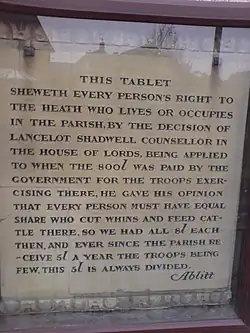 THIS TABLET
SHEWETH EVERY PERSON'S RIGHT TO
THE HEATH WHO LIVES OR OCCUPIES
IN THE PARISH, BY THE DECISION OF
LANCELOT SHADWELL COUNSELLOR IN
THE HOUSE OF LORDS, BEING APPLIED
TO WHEN THE 800l WAS PAID BY THE
GOVERNMENT FOR THE TROOPS EXER-
CISING THERE, HE GAVE HIS OPINION
THAT EVERY PERSON MUST HAVE EQUAL
SHARE WHO CUT WHINS AND FEED CAT-
TLE THERE, SO WE HAD ALL 8l EACH
THEN, AND EVER SINCE THE PARISH RE-
CEIVE 5l A YEAR THE TROOPS BEING
FEW, THIS 5l IS ALWAYS DIVIDED.
Ablitt